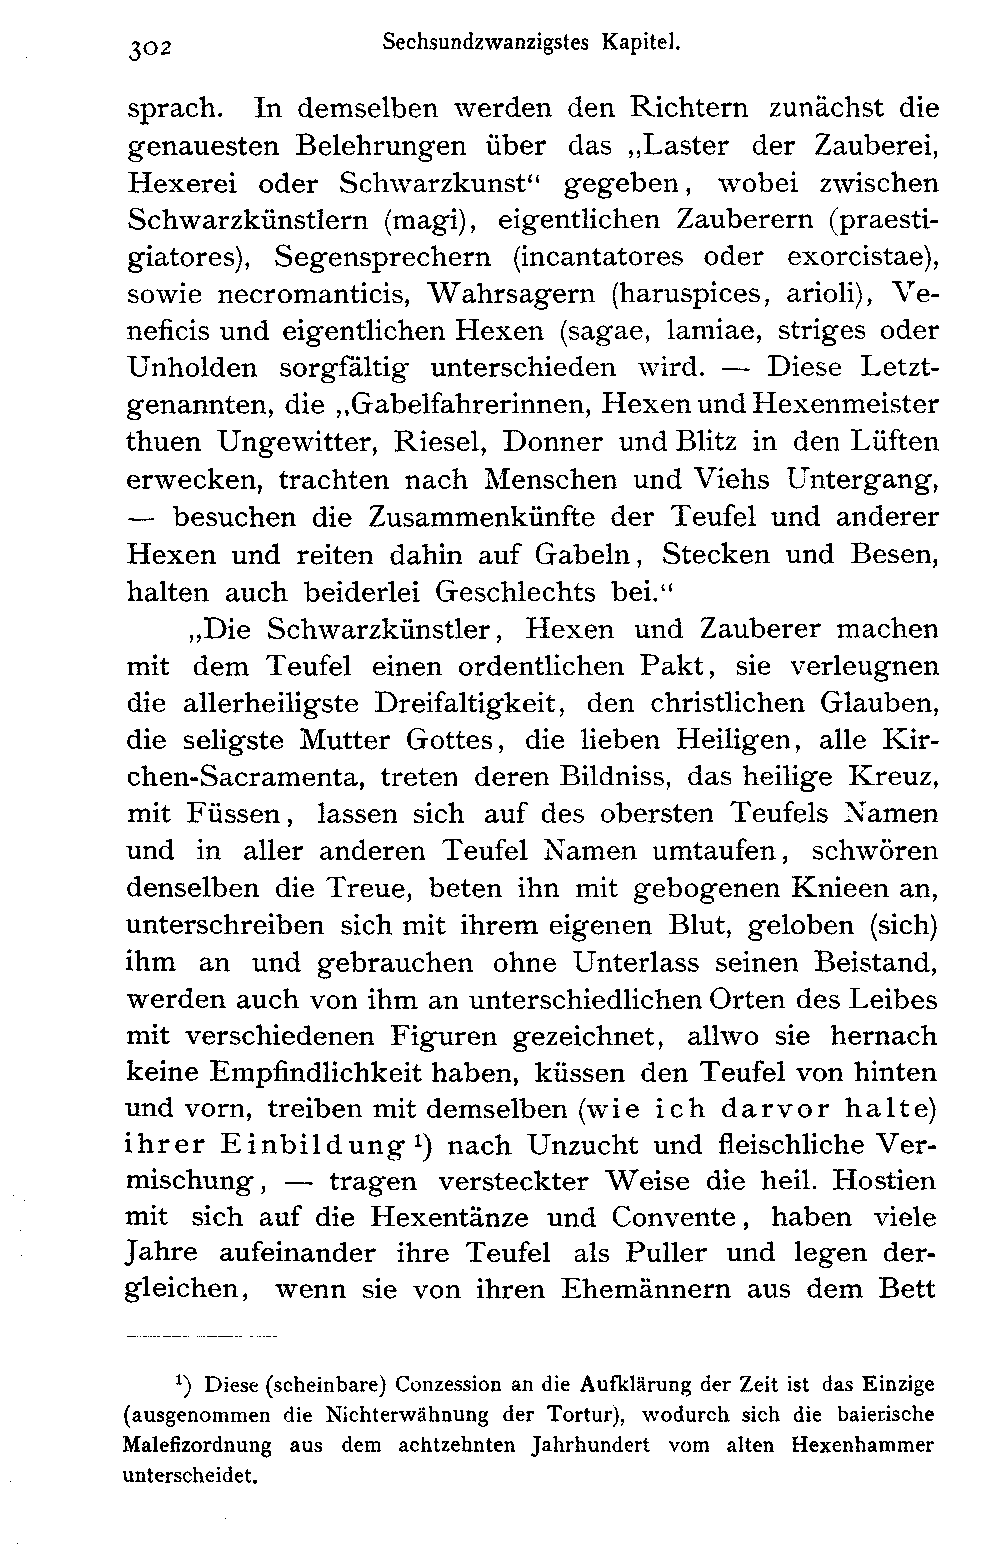 302 Sechsundzwanzigstes Kapitel.
sprach. In demselben werden den Richtern zunächst die
genauesten Belehrungen über das „Laster der Zauberei,
Hexerei oder Schwarzkunst“ gegeben, wobei zwischen
Schwarzkünstlern (magi), eigentlichen Zauberern (praesti-
giatores), Segensprechern (incantatores oder exorcistae),
sowie necromanticis, Wahrsagern (haruspices, arioli), Ve-
neficis und eigentlichen Hexen (sagae, lamiae, striges oder
Unholden sorgfältig unterschieden wird. — Diese Letzt-
genannten, die „Gabelfahrerinnen, Hexen und Hexenmeister
thuen Ungewitter, Riesel, Donner und Blitz in den Lüften
erwecken, trachten nach Menschen und Viehs Untergang,
— besuchen die Zusammenkünfte der Teufel und anderer
Hexen und reiten dahin auf Gabeln, Stecken und Besen,
halten auch beiderlei Geschlechts bei.“
„Die Schwarzkünstler, Hexen und Zauberer machen
mit dem Teufel einen ordentlichen Pakt, sie verleugnen
die allerheiligste Dreifaltigkeit, den christlichen Glauben,
die seligste Mutter Gottes, die lieben Heiligen, alle Kir-
chen-Sacramenta, treten deren Bildniss, das heilige Kreuz,
mit Füssen, lassen sich auf des obersten Teufels Namen
und in aller anderen Teufel Namen umtaufen, schwören
denselben die Treue, beten ihn mit gebogenen Knieen an,
unterschreiben sich mit ihrem eigenen Blut, geloben (sich)
ihm an und gebrauchen ohne Unterlass seinen Beistand,
werden auch von ihm an unterschiedlichen Orten des Leibes
mit verschiedenen Figuren gezeichnet, allwo sie hernach
keine Empfindlichkeit haben, küssen den Teufel von hinten
und vorn, treiben mit demselben (wie ich darvor halte)
ihrer Einbildung ¹) nach Unzucht und fleischliche Ver-
mischung, — tragen versteckter Weise die heil. Hostien
mit sich auf die Hexentänze und Convente, haben viele
Jahre aufeinander ihre Teufel als Puller und legen der-
gleichen, wenn sie von ihren Ehemännern aus dem Bett
¹) Diese (scheinbare) Conzession an die Aufklärung der Zeit ist das Einzige
(ausgenommen die Nichterwähnung der Tortur), wodurch sich die baierische
Malefizordnung aus dem achtzehnten Jahrhundert vom alten Hexenhammer
unterscheidet.